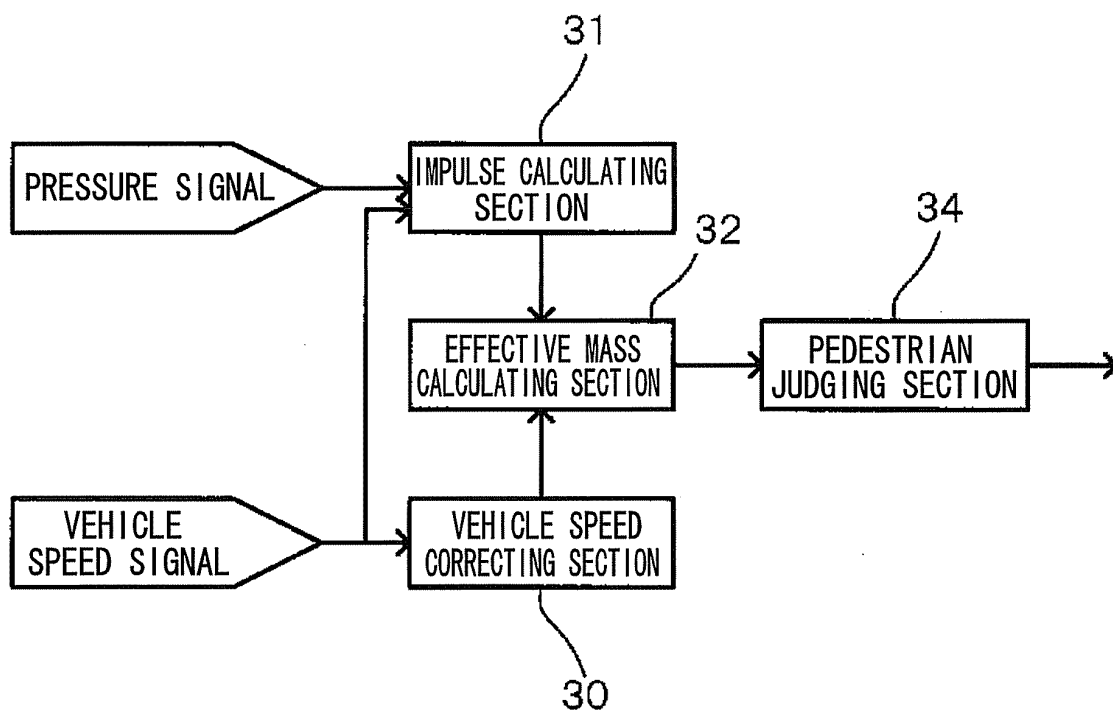 31
PRESSURE SIGNAL
IMPULSE CALCULATING
SECTION
32
34
EFFECTIVE MASS
CALCULATING SECTION
PEDESTRIAN
JUDGING SECTION
VEHICLE
SPEED SIGNAL
VEHICLE SPEED
CORRECTING SECTION
30